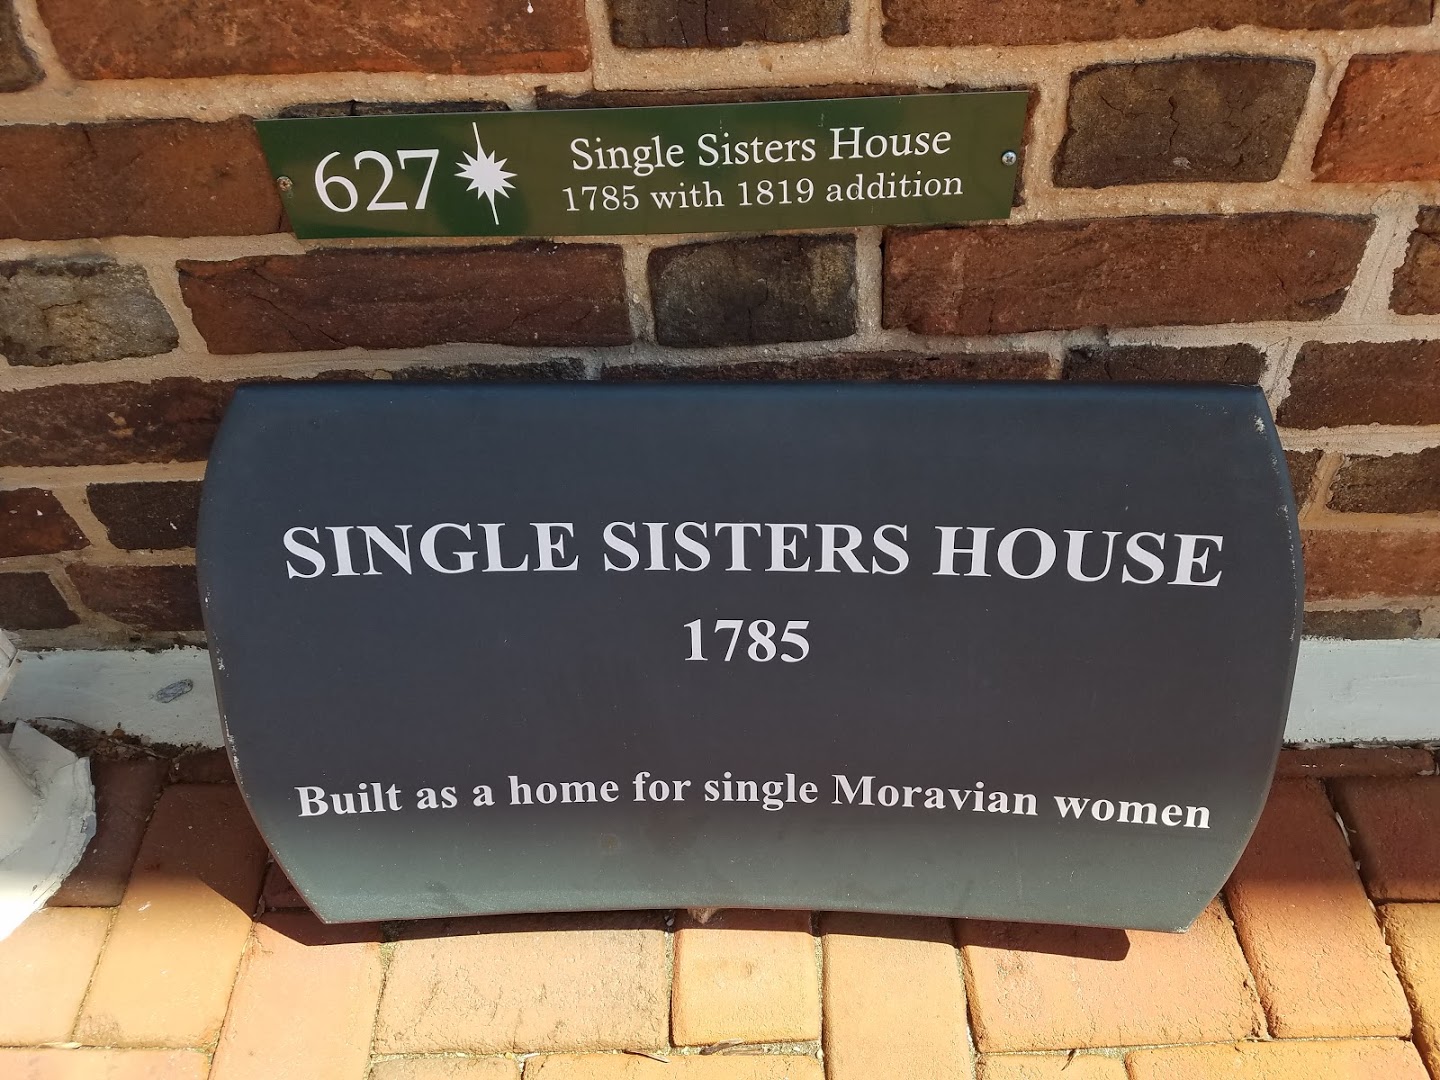 627 Single Sisters House
1785 with 1819 addition
SINGLE SISTERS HOUSE
1785
Built as a home for single Moravian women